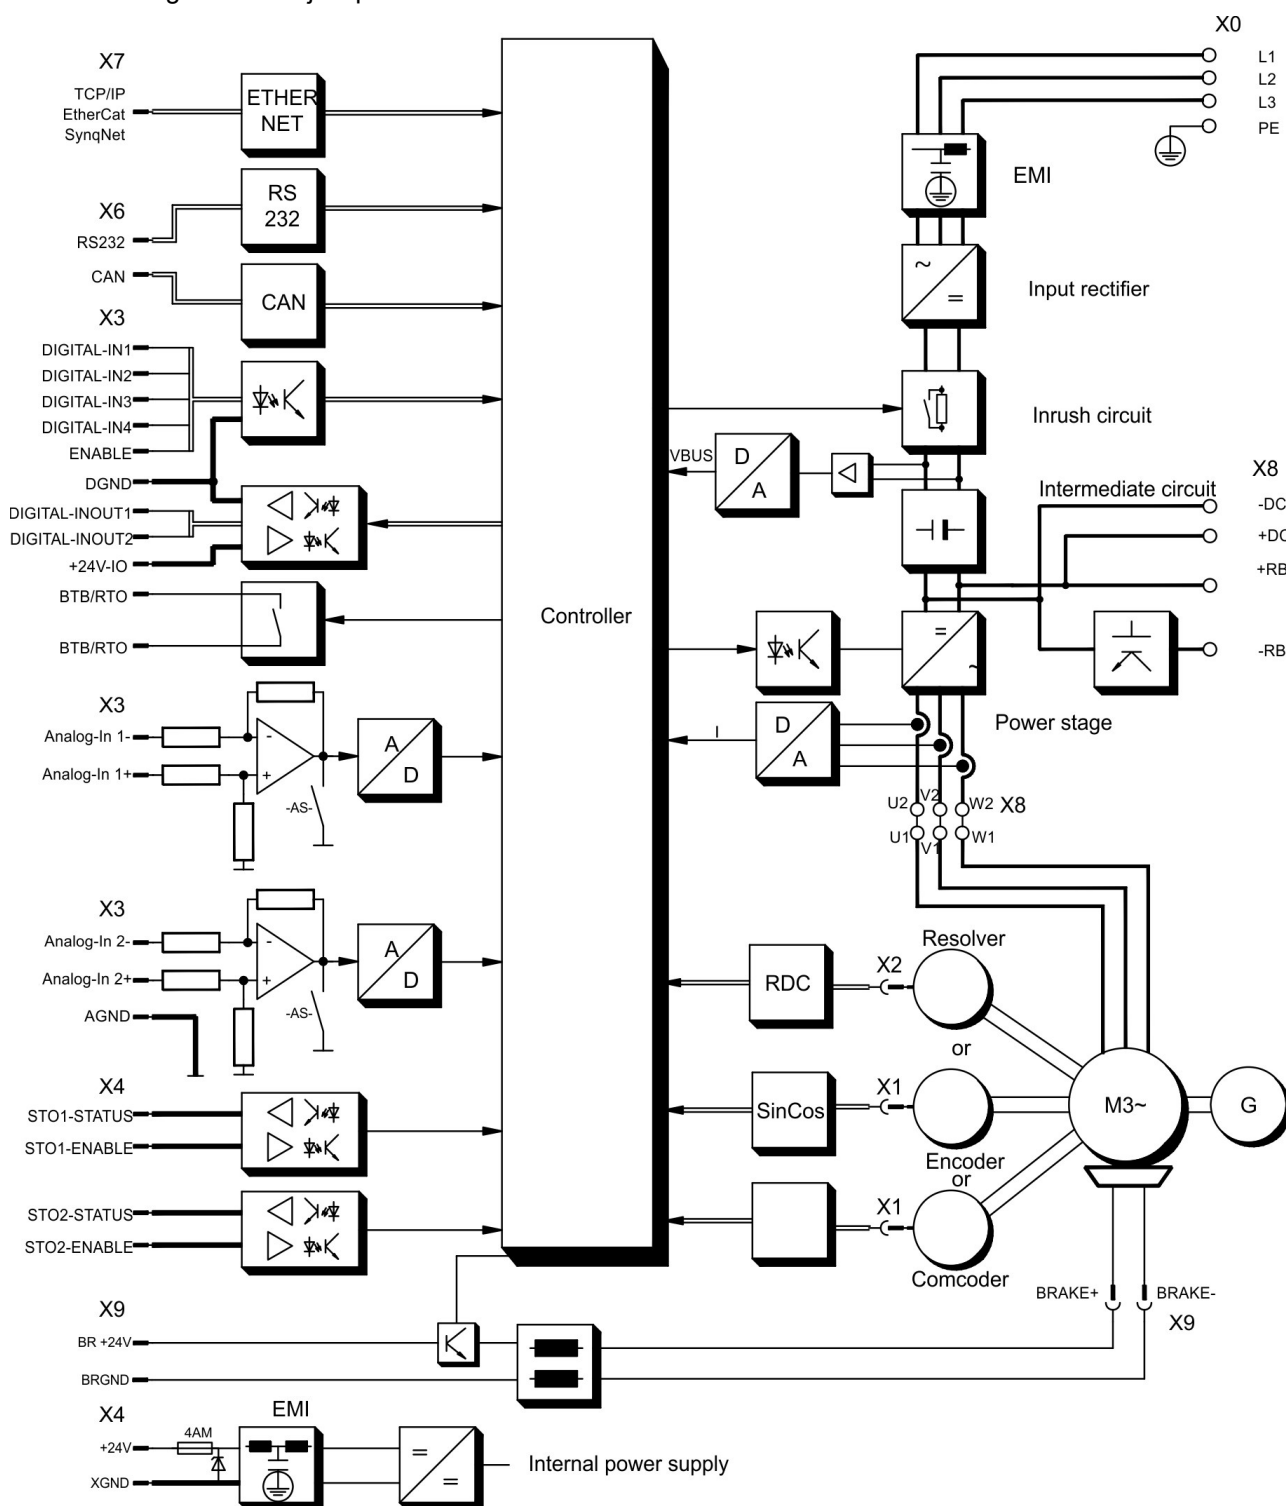 X7
TCP/IP
EtherCat
SynqNet
ETHER
NET
X6
RS232
RS
232
CAN
CAN
X3
DIGITAL-IN1
DIGITAL-IN2
DIGITAL-IN3
DIGITAL-IN4
ENABLE
DGND
DIGITAL-INOUT1
DIGITAL-INOUT2
+24V-IO
BTB/RTO
BTB/RTO
X3
Analog-In 1-
Analog-In 1+
-
+
-AS-
A
D
X3
Analog-In 2-
Analog-In 2+
-
+
-AS-
A
D
AGND
X4
STO1-STATUS
STO1-ENABLE
STO2-STATUS
STO2-ENABLE
X9
BR +24V
BRGND
X4
+24V
XGND
4AM
EMI
=
=
Internal power supply
Controller
X0
L1
L2
L3
PE
EMI
~
=
Input rectifier
Inrush circuit
VBUS
D
A
Intermediate circuit
X8
-DC
+DC
+RB
-RB
=
~
Power stage
I
D
A
U2
V2
W2
X8
U1
V1
W1
Resolver
RDC
X2
or
SinCos
X1
Encoder
or
X1
Comcoder
M3~
G
BRAKE+
BRAKE-
X9